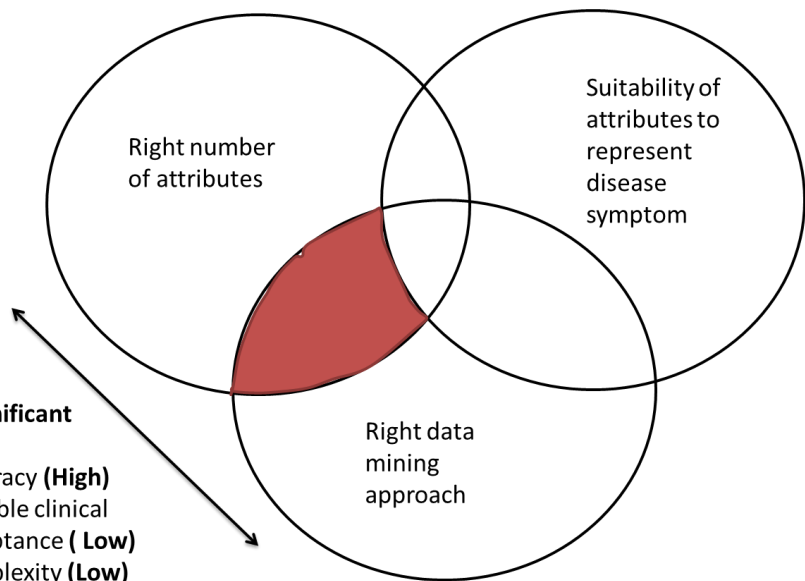 Right number
of attributes
Suitability of
attributes to
represent
disease
symptom
Right data
mining
approach
nificant
racy (High)
ble clinical
ptance ( Low)
plexity (Low)